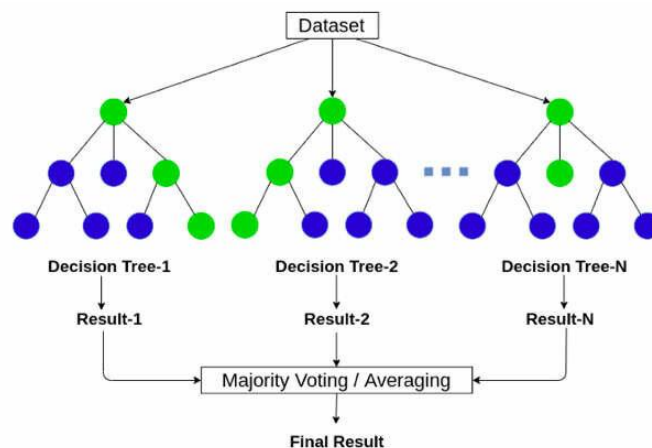 Dataset
Decision Tree-1
Decision Tree-2
Decision Tree-N
Result-1
Result-2
Result-N
Majority Voting / Averaging
Final Result